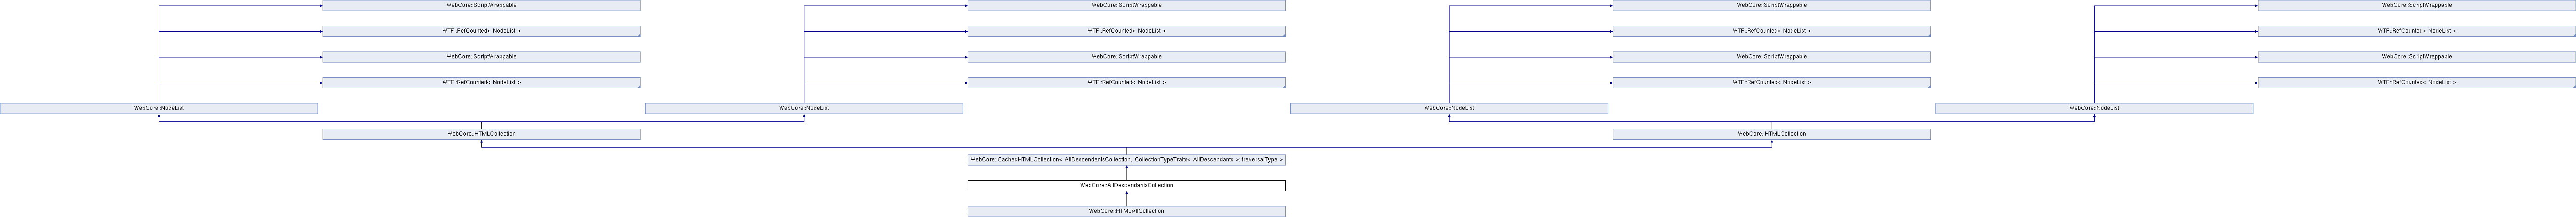 WebCore::ScriptWrappable WebCore::ScriptWrappable WebCore::ScriptWrappable WebCore::ScriptWrappable
WTF::RefCounted< NodeList > WTF::RefCounted< NodeList > WTF::RefCounted< NodeList > WTF::RefCounted< NodeList >
WebCore::ScriptWrappable WebCore::ScriptWrappable WebCore::ScriptWrappable WebCore::ScriptWrappable
WTF::RefCounted< NodeList > WTF::RefCounted< NodeList > WTF::RefCounted< NodeList > WTF::RefCounted< NodeList >
WebCore::NodeList WebCore::NodeList WebCore::NodeList WebCore::NodeList
WebCore::HTMLCollection WebCore::HTMLCollection
WebCore::CachedHTMLCollection< AllDescendantsCollection, CollectionTypeTraits< AllDescendants >::traversalType >
WebCore::AllDescendantsCollection
WebCore::HTMLAllCollection